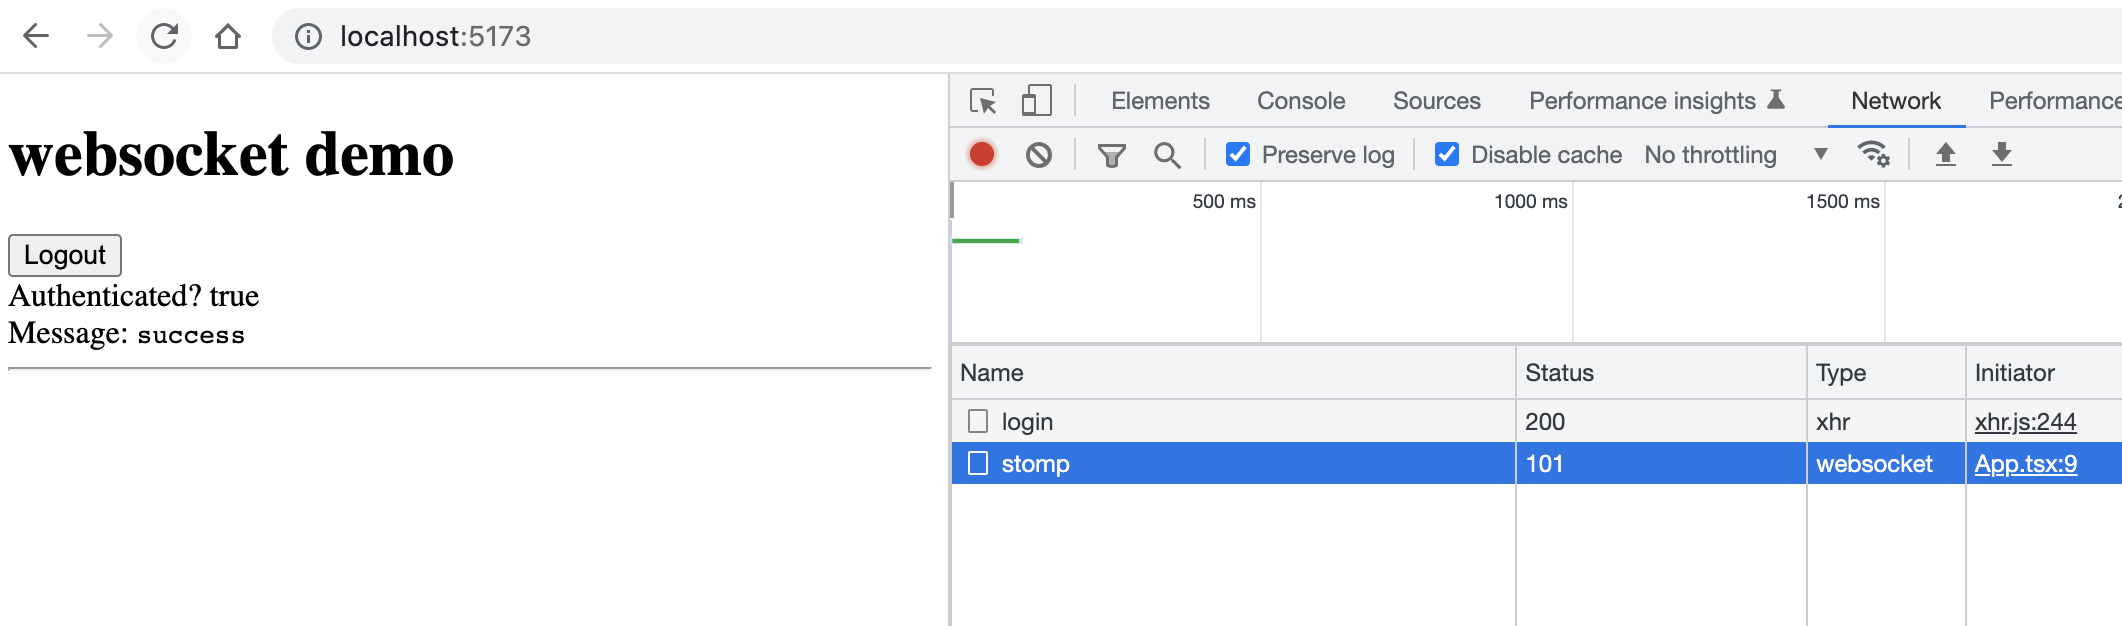 localhost:5173
websocket demo
Logout
Authenticated? true
Message: success
Elements Console Sources Performance insights Network Performance
Preserve log Disable cache No throttling
500 ms 1000 ms 1500 ms 2
Name Status Type Initiator
login 200 xhr xhr.js:244
stomp 101 websocket App.tsx:9